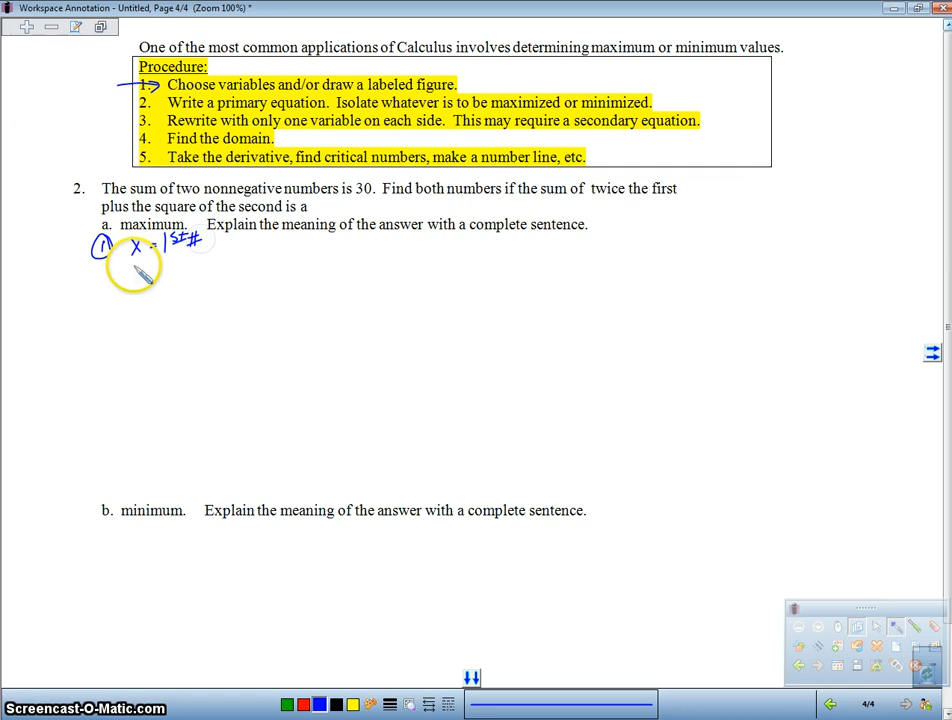 Workspace Annotation - Untitled, Page 4/4 (Zoom 100%) *
One of the most common applications of Calculus involves determining maximum or minimum values.
Procedure:
1. Choose variables and/or draw a labeled figure.
2. Write a primary equation. Isolate whatever is to be maximized or minimized.
3. Rewrite with only one variable on each side. This may require a secondary equation.
4. Find the domain.
5. Take the derivative, find critical numbers, make a number line, etc.
2. The sum of two nonnegative numbers is 30. Find both numbers if the sum of twice the first
plus the square of the second is a
a. maximum. Explain the meaning of the answer with a complete sentence.
① x = 1st #
b. minimum. Explain the meaning of the answer with a complete sentence.
4/4
Screencast-O-Matic.com